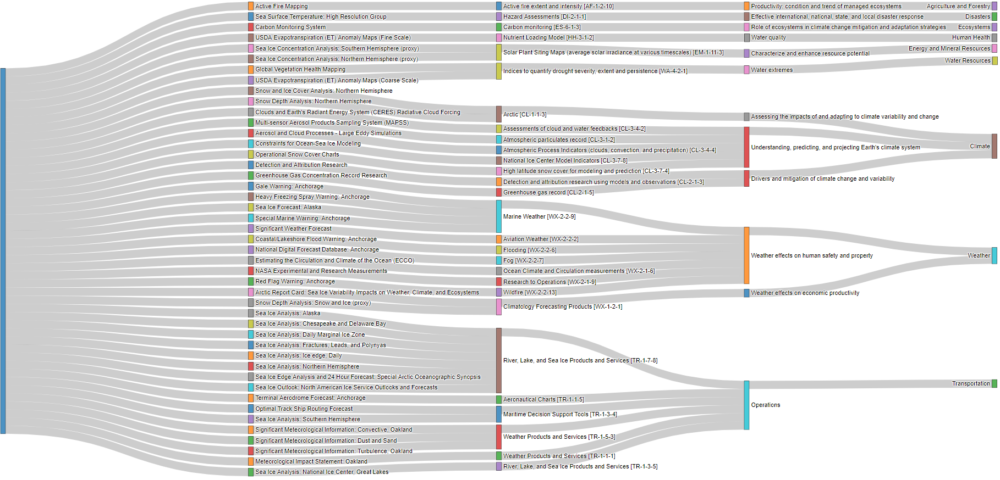 Active Fire Mapping
Sea Surface Temperature: High Resolution Group
Carbon Monitoring System
USDA Evapotranspiration (ET) Anomaly Maps (Fine Scale)
Sea Ice Concentration Analysis: Southern Hemisphere (proxy)
Sea Ice Concentration Analysis: Northern Hemisphere (proxy)
Global Vegetation Health Mapping
USDA Evapotranspiration (ET) Anomaly Maps (Coarse Scale)
Snow and Ice Cover Analysis: Northern Hemisphere
Snow Depth Analysis: Northern Hemisphere
Clouds and Earth's Radiant Energy System (CERES) Radiative Cloud Forcing
Multi-sensor Aerosol Products Sampling System (MAPSS)
Aerosol and Cloud Processes - Large Eddy Simulations
Constraints for Ocean-Sea Ice Modeling
Operational Snow Cover Charts
Detection and Attribution Research
Greenhouse Gas Concentration Record Research
Gale Warning: Anchorage
Heavy Freezing Spray Warning: Anchorage
Sea Ice Forecast: Alaska
Special Marine Warning: Anchorage
Significant Weather Forecast
Coastal/Lakeshore Flood Warning: Anchorage
National Digital Forecast Database: Anchorage
Estimating the Circulation and Climate of the Ocean (ECCO)
NASA Experimental and Research Measurements
Red Flag Warning: Anchorage
Arctic Report Card: Sea Ice Variability Impacts on Weather, Climate, and Ecosystems
Snow Depth Analysis: Snow and Ice (proxy)
Sea Ice Analysis: Alaska
Sea Ice Analysis: Chesapeake and Delaware Bay
Sea Ice Analysis: Daily Marginal Ice Zone
Sea Ice Analysis: Fractures, Leads, and Polynyas
Sea Ice Analysis: Ice edge, Daily
Sea Ice Analysis: Northern Hemisphere
Sea Ice Edge Analysis and 24 Hour Forecast: Special Arctic Oceanographic Synopsis
Sea Ice Outlook: North American Ice Service Outlooks and Forecasts
Terminal Aerodrome Forecast: Anchorage
Optimal Track Ship Routing Forecast
Sea Ice Analysis: Southern Hemisphere
Significant Meteorological Information: Convective, Oakland
Significant Meteorological Information: Dust and Sand
Significant Meteorological Information: Turbulence, Oakland
Meteorological Impact Statement: Oakland
Sea Ice Analysis: National Ice Center, Great Lakes
Active fire extent and intensity [AF-1-2-10]
Hazard Assessments [DI-2-1-1]
Carbon monitoring [ES-6-1-3]
Nutrient Loading Model [HH-3-1-2]
Solar Plant Siting Maps (average solar irradiance at various timescales) [EM-1-11-3]
Indices to quantify drought severity, extent and persistence [WA-4-2-1]
Arctic [CL-1-1-3]
Assessments of cloud and water feedbacks [CL-3-4-2]
Atmospheric particulates record [CL-3-1-2]
Atmospheric Process Indicators (clouds, convection, and precipitation) [CL-3-4-4]
National Ice Center Model Indicators [CL-3-7-8]
High latitude snow cover for modeling and prediction [CL-3-7-4]
Detection and attribution research using models and observations [CL-2-1-3]
Greenhouse gas record [CL-2-1-5]
Marine Weather [WX-2-2-9]
Aviation Weather [WX-2-2-2]
Flooding [WX-2-2-6]
Fog [WX-2-2-7]
Ocean Climate and Circulation measurements [WX-2-1-6]
Research to Operations [WX-2-1-9]
Wildfire [WX-2-2-13]
Climatology Forecasting Products [WX-1-2-1]
River, Lake, and Sea Ice Products and Services [TR-1-7-8]
Aeronautical Charts [TR-1-1-5]
Maritime Decision Support Tools [TR-1-3-4]
Weather Products and Services [TR-1-5-3]
Weather Products and Services [TR-1-1-1]
River, Lake, and Sea Ice Products and Services [TR-1-3-5]
Productivity: condition and trend of managed ecosystems
Effective international, national, state, and local disaster response
Role of ecosystems in climate change mitigation and adaptation strategies
Water quality
Characterize and enhance resource potential
Water extremes
Assessing the impacts of and adapting to climate variability and change
Understanding, predicting, and projecting Earth's climate system
Drivers and mitigation of climate change and variability
Weather effects on human safety and property
Weather effects on economic productivity
Operations
Agriculture and Forestry
Disasters
Ecosystems
Human Health
Energy and Mineral Resources
Water Resources
Climate
Weather
Transportation